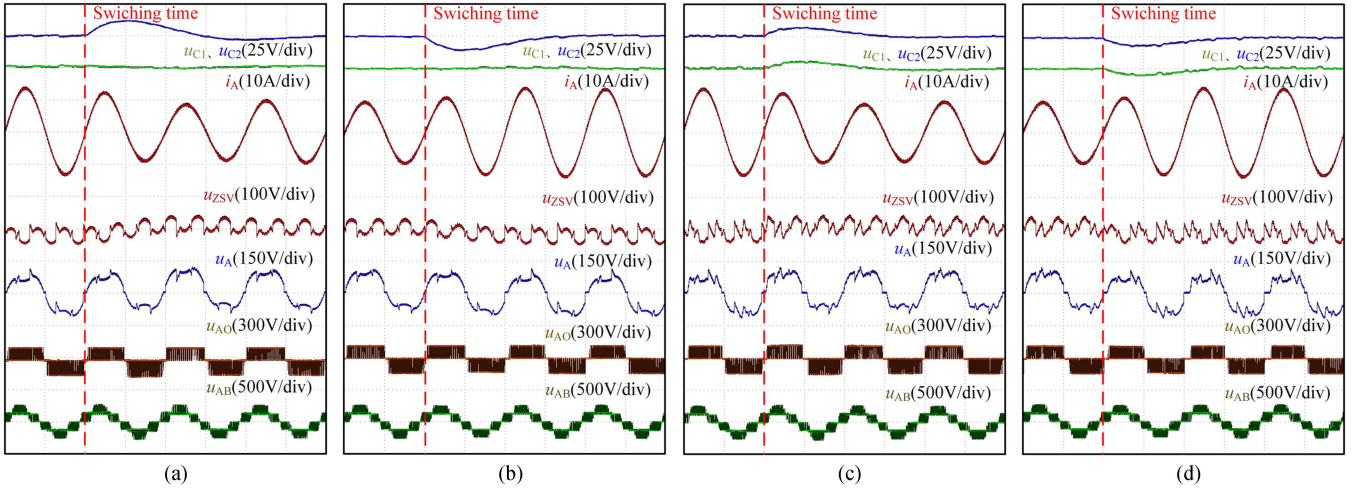 Swiching time
uC1、uC2(25V/div)
iA(10A/div)
uZSV(100V/div)
uA(150V/div)
uAO(300V/div)
uAB(500V/div)
(a)
Swiching time
uC1、uC2(25V/div)
iA(10A/div)
uZSV(100V/div)
uA(150V/div)
uAO(300V/div)
uAB(500V/div)
(b)
Swiching time
uC1、uC2(25V/div)
iA(10A/div)
uZSV(100V/div)
uA(150V/div)
uAO(300V/div)
uAB(500V/div)
(c)
Swiching time
uC1、uC2(25V/div)
iA(10A/div)
uZSV(100V/div)
uA(150V/div)
uAO(300V/div)
uAB(500V/div)
(d)